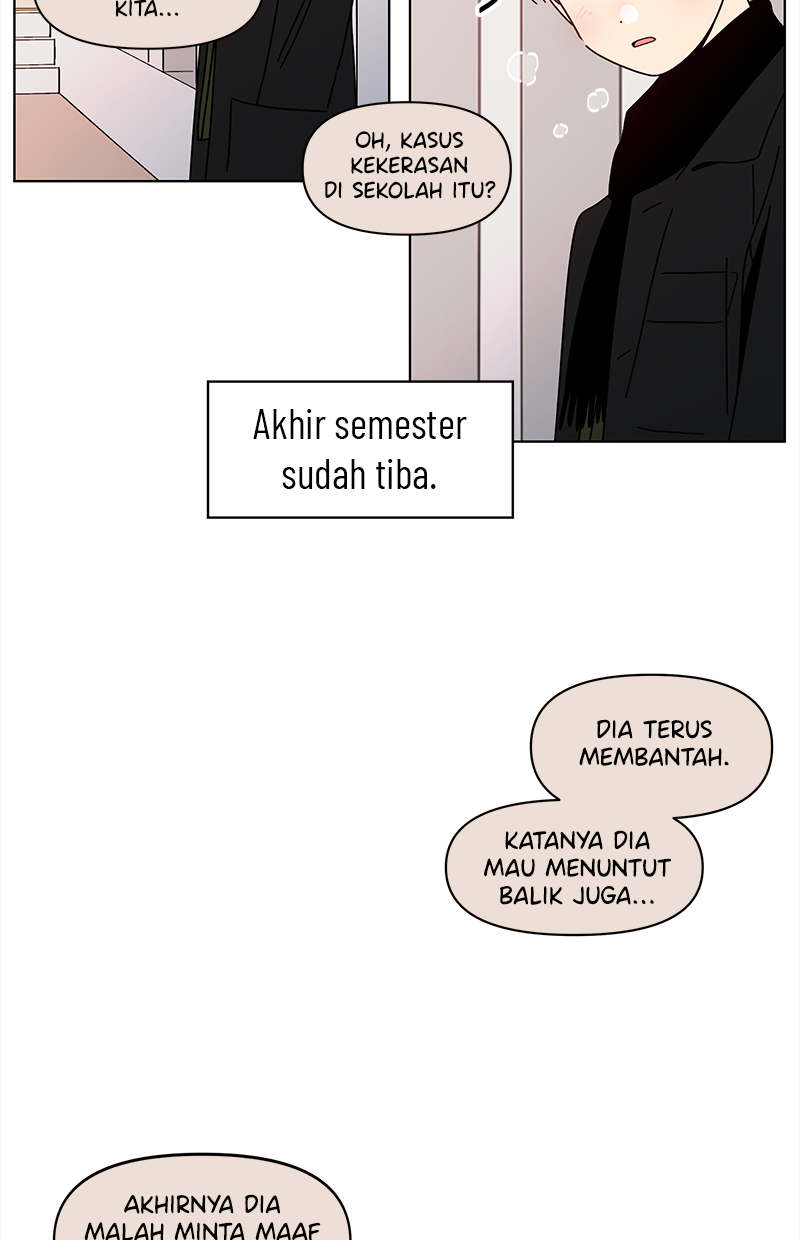 KITA...
OH, KASUS
KEKERASAN
DI SEKOLAH ITU?
Akhir semester
sudah tiba.
DIA TERUS
MEMBANTAH.
KATANYA DIA
MAU MENUNTUT
BALIK JUGA...
AKHIRNYA DIA
MALAH MINTA MAAF